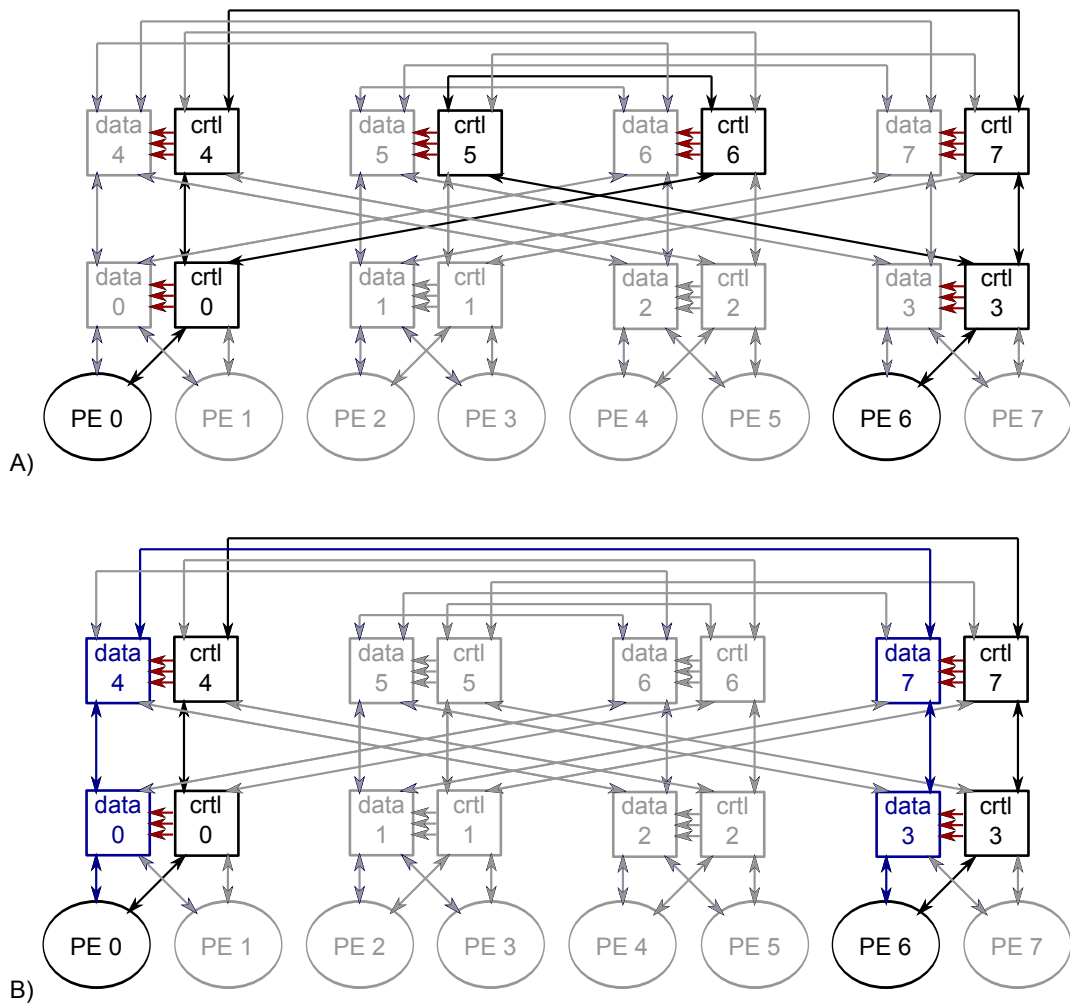 data crtl data crtl data crtl data crtl
4 4 5 5 6 6 7 7
data crtl data crtl data crtl data crtl
0 0 1 1 2 2 3 3
PE 0 PE 1 PE 2 PE 3 PE 4 PE 5 PE 6 PE 7
A)
data crtl data crtl data crtl data crtl
4 4 5 5 6 6 7 7
data crtl data crtl data crtl data crtl
0 0 1 1 2 2 3 3
PE 0 PE 1 PE 2 PE 3 PE 4 PE 5 PE 6 PE 7
B)